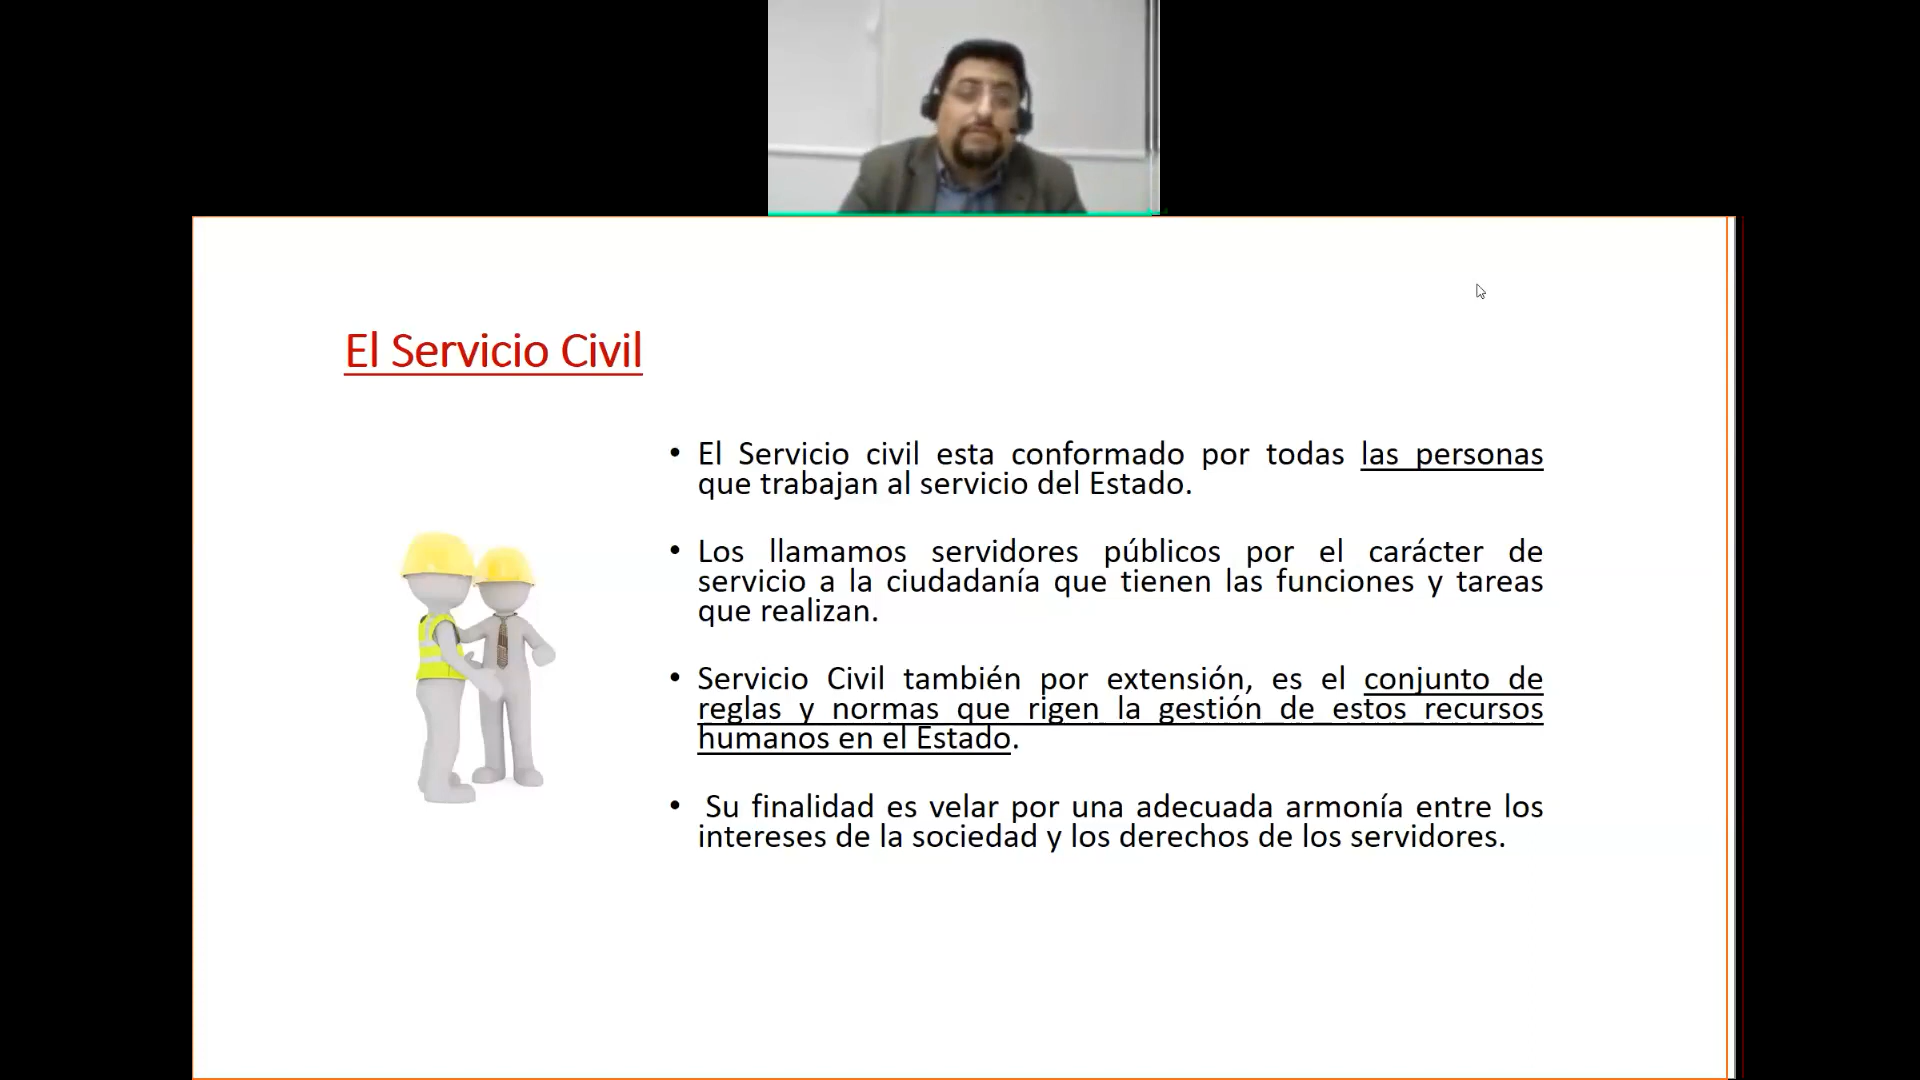 El Servicio Civil
• El Servicio civil esta conformado por todas las personas
que trabajan al servicio del Estado.
• Los llamamos servidores públicos por el carácter de
servicio a la ciudadanía que tienen las funciones y tareas
que realizan.
• Servicio Civil también por extensión, es el conjunto de
reglas y normas que rigen la gestión de estos recursos
humanos en el Estado.
• Su finalidad es velar por una adecuada armonía entre los
intereses de la sociedad y los derechos de los servidores.